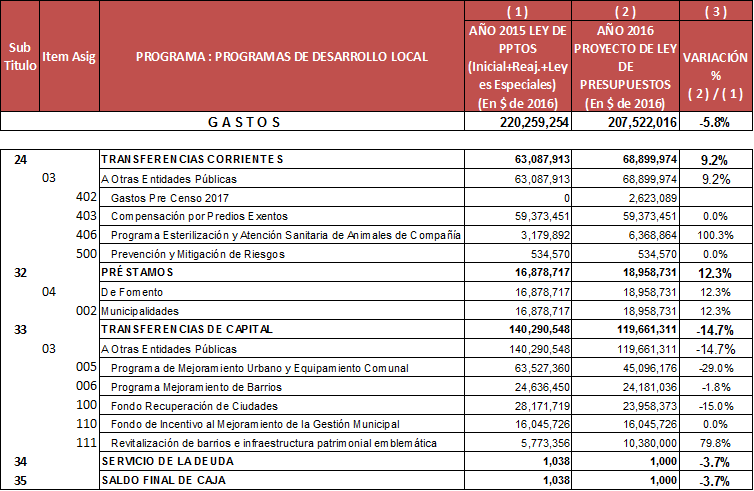 Sub Titulo Item Asig PROGRAMA : PROGRAMAS DE DESARROLLO LOCAL
( 1 ) ( 2 ) ( 3 )
AÑO 2015 LEY DE PPTOS (Inicial+Reaj.+Ley es Especiales) (En $ de 2016)
AÑO 2016 PROYECTO DE LEY DE PRESUPUESTOS (En $ de 2016)
VARIACIÓN % ( 2 ) / ( 1 )
G A S T O S 220,259,254 207,522,016 -5.8%
24 TRANSFERENCIAS CORRIENTES 63,087,913 68,899,974 9.2%
03 A Otras Entidades Públicas 63,087,913 68,899,974 9.2%
402 Gastos Pre Censo 2017 0 2,623,089
403 Compensación por Predios Exentos 59,373,451 59,373,451 0.0%
406 Programa Esterilización y Atención Sanitaria de Animales de Compañía 3,179,892 6,368,864 100.3%
500 Prevención y Mitigación de Riesgos 534,570 534,570 0.0%
32 PRÉSTAMOS 16,878,717 18,958,731 12.3%
04 De Fomento 16,878,717 18,958,731 12.3%
002 Municipalidades 16,878,717 18,958,731 12.3%
33 TRANSFERENCIAS DE CAPITAL 140,290,548 119,661,311 -14.7%
03 A Otras Entidades Públicas 140,290,548 119,661,311 -14.7%
005 Programa de Mejoramiento Urbano y Equipamiento Comunal 63,527,360 45,096,176 -29.0%
006 Programa Mejoramiento de Barrios 24,636,450 24,181,036 -1.8%
100 Fondo Recuperación de Ciudades 28,171,719 23,958,373 -15.0%
110 Fondo de Incentivo al Mejoramiento de la Gestión Municipal 16,045,726 16,045,726 0.0%
111 Revitalización de barrios e infraestructura patrimonial emblemática 5,773,356 10,380,000 79.8%
34 SERVICIO DE LA DEUDA 1,038 1,000 -3.7%
35 SALDO FINAL DE CAJA 1,038 1,000 -3.7%